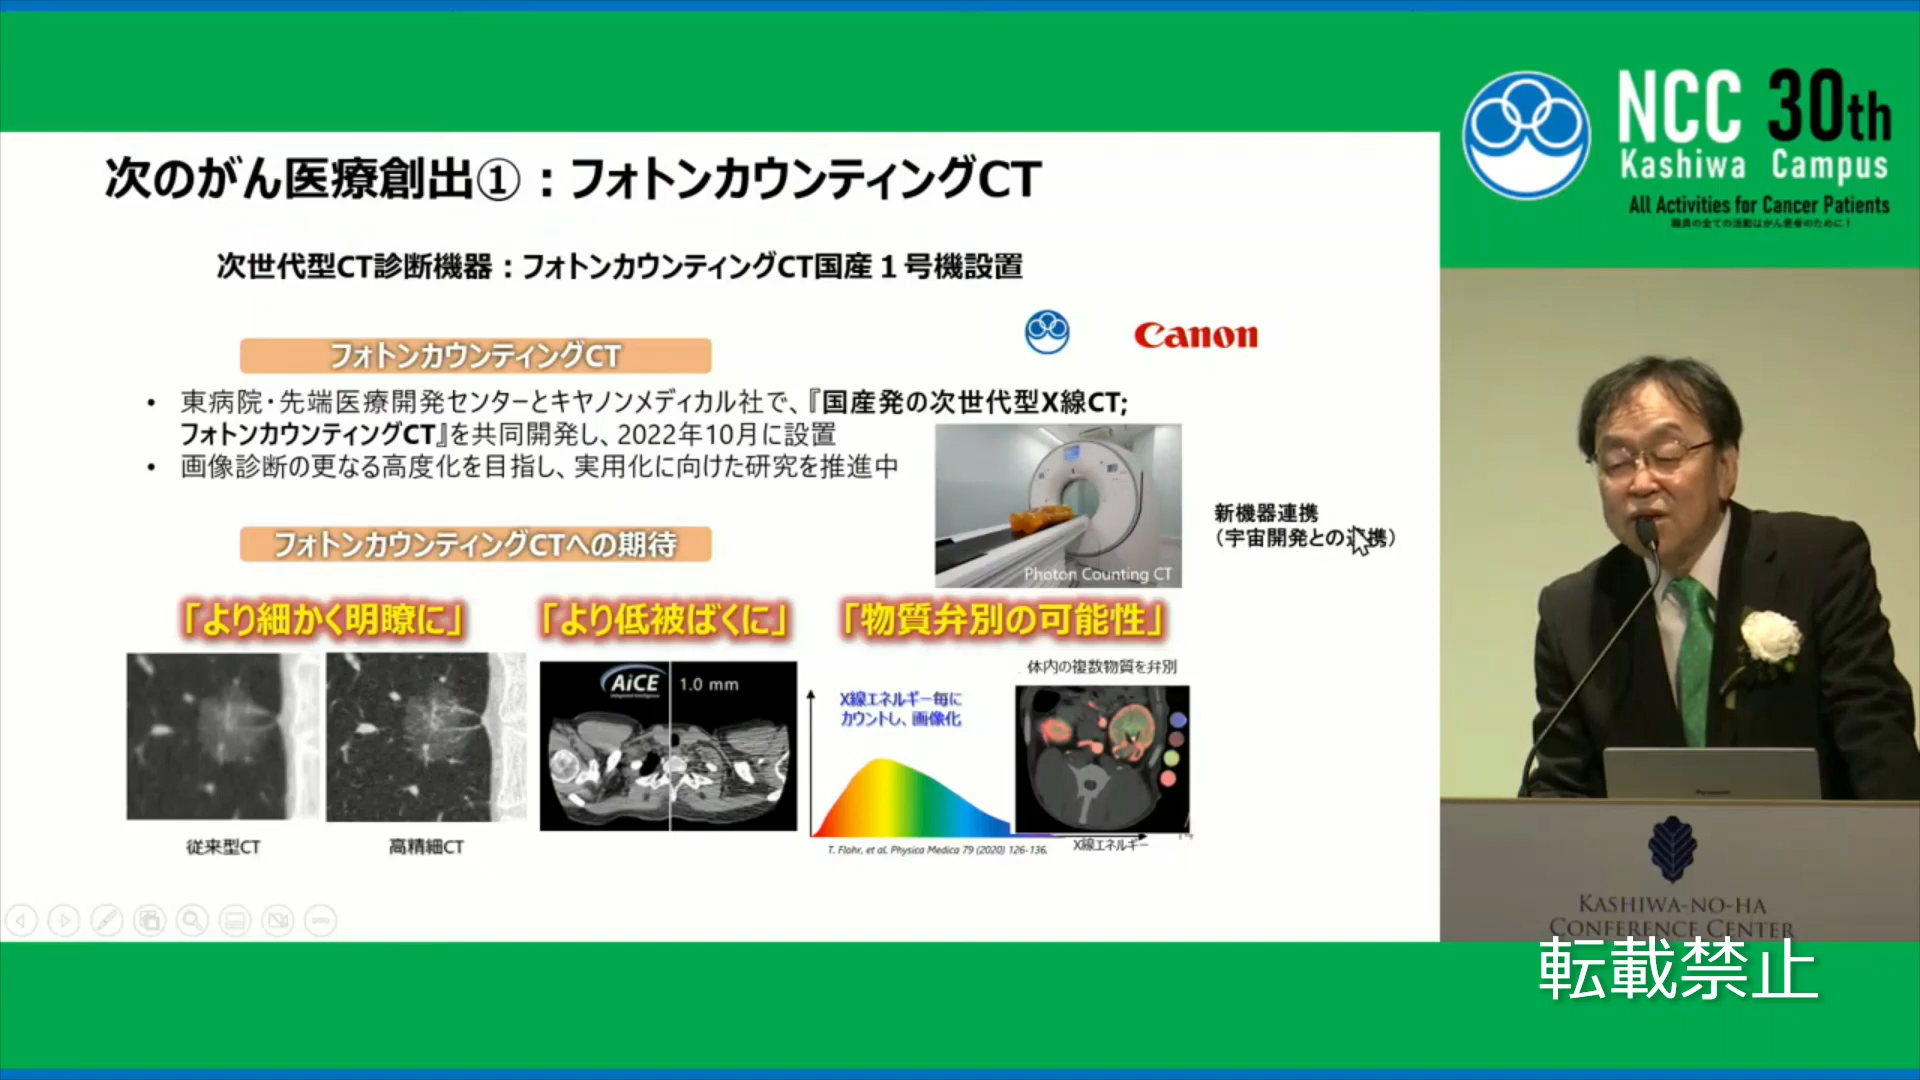 次のがん医療創出①：フォトンカウンティングCT
次世代型CT診断機器：フォトンカウンティングCT国産１号機設置
Canon
フォトンカウンティングCT
• 東病院・先端医療開発センターとキヤノンメディカル社で、『国産発の次世代型X線CT;
フォトンカウンティングCT』を共同開発し、2022年10月に設置
• 画像診断の更なる高度化を目指し、実用化に向けた研究を推進中
Photon Counting CT
新機器連携
（宇宙開発との連携）
フォトンカウンティングCTへの期待
「より細かく明瞭に」
「より低被ばくに」
「物質弁別の可能性」
従来型CT
高精細CT
AiCE
1.0 mm
X線エネルギー毎に
カウントし、画像化
体内の複数物質を弁別
T. Flohr, et al. Physica Medica 79 (2020) 126-136.
X線エネルギー
NCC 30th
Kashiwa Campus
All Activities for Cancer Patients
職員の全ての活動はがん患者のために！
Panasonic
KASHIWA-NO-HA
CONFERENCE CENTER
転載禁止